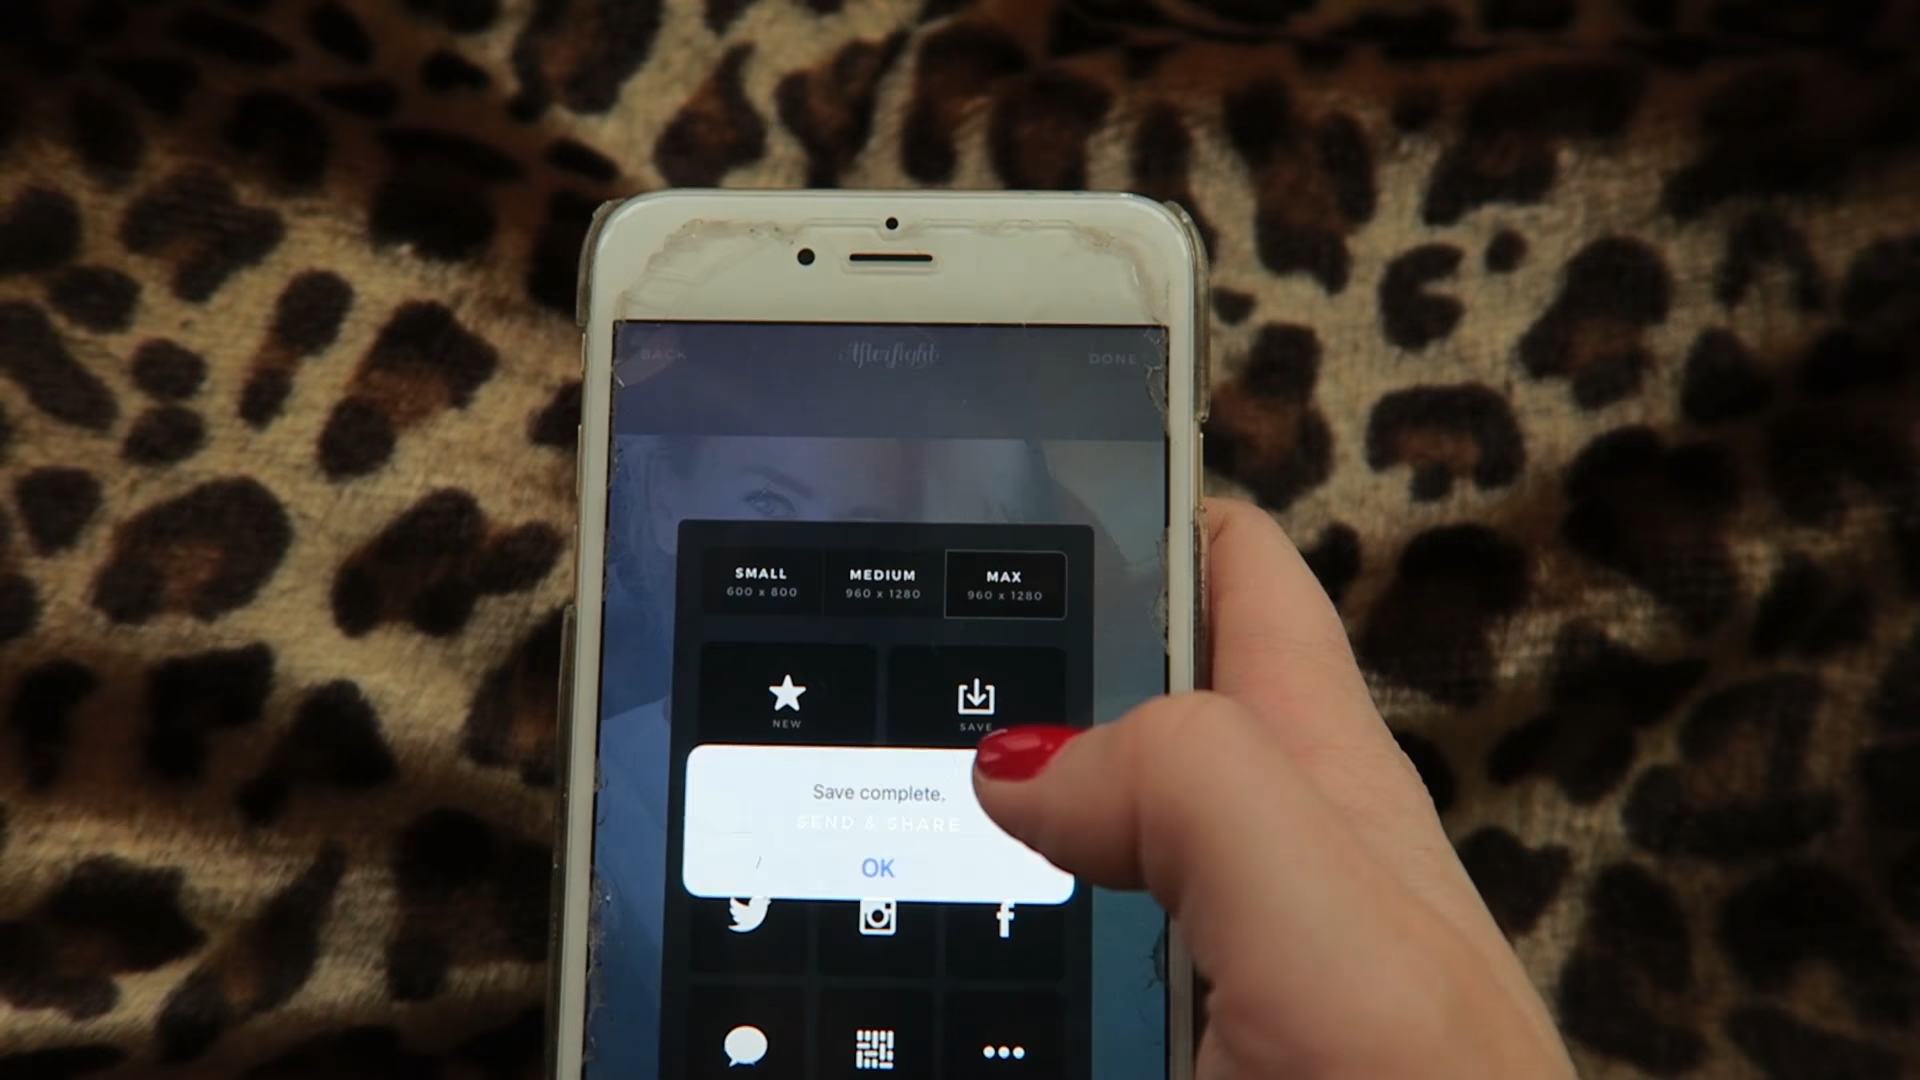 BACK Afterlight DONE
SMALL MEDIUM MAX
600 x 800 960 x 1280 960 x 1280
NEW SAVE
Save complete.
SEND & SHARE
OK